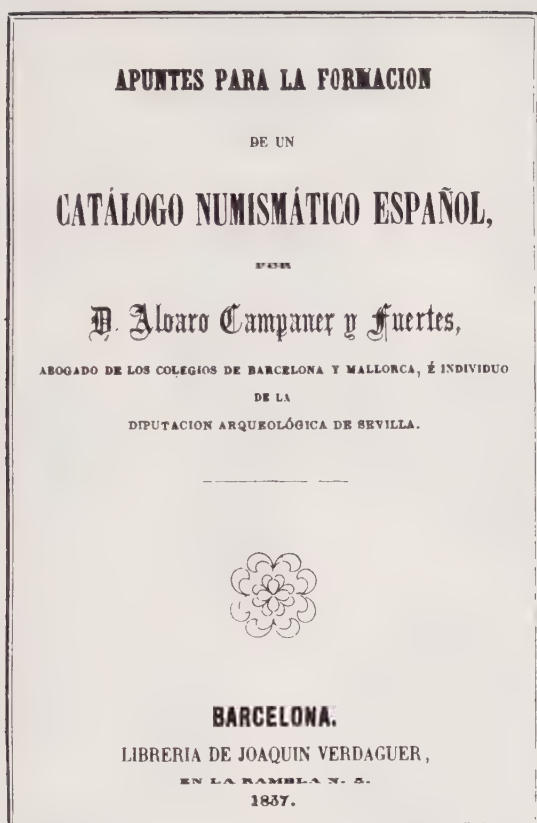 APUNTES PARA LA FORMACION
DE UN
CATÁLOGO NUMISMÁTICO ESPAÑOL,
POR
D. Alvaro Campaner y Fuertes,
ABOGADO DE LOS COLEGIOS DE BARCELONA Y MALLORCA, É INDIVIDUO
DE LA
DIPUTACION ARQUEOLÓGICA DE SEVILLA.
BARCELONA.
LIBRERIA DE JOAQUIN VERDAGUER,
EN LA RAMBLA N. 5.
1857.